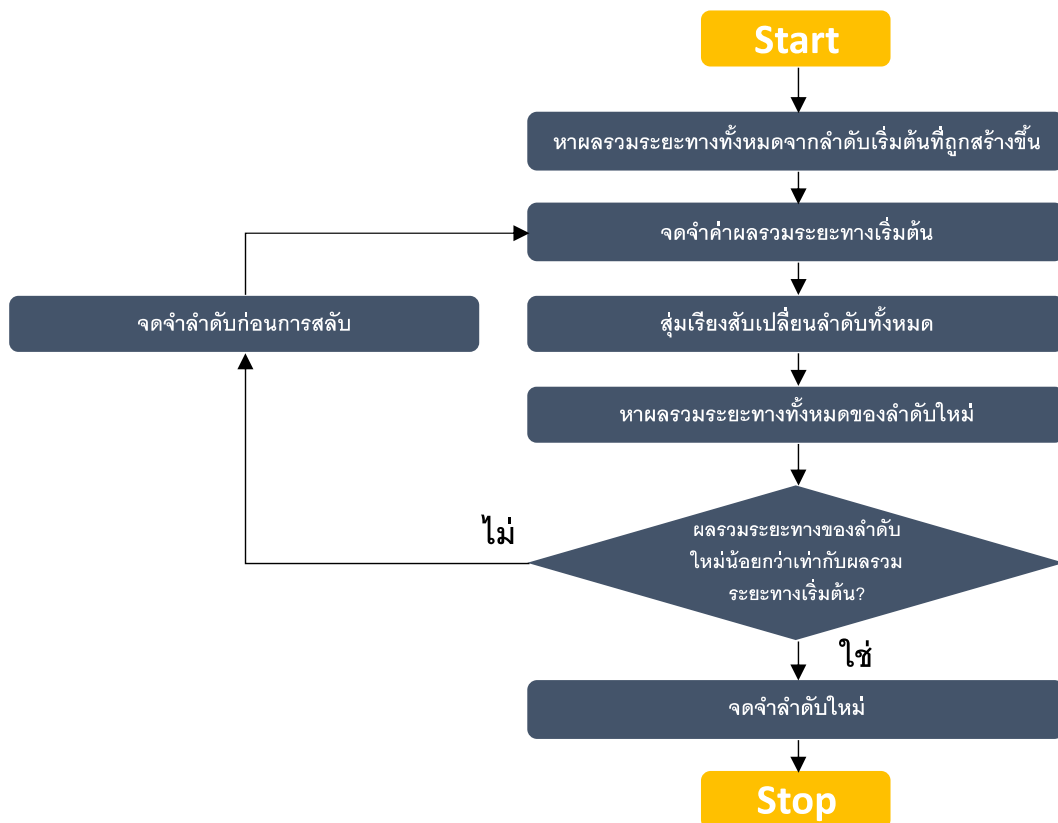 Start
หาผลรวมระยะทางทั้งหมดจากลำดับเริ่มต้นที่ถูกสร้างขึ้น
จดจำค่าผลรวมระยะทางเริ่มต้น
จดจำลำดับก่อนการสลับ
สุ่มเรียงสับเปลี่ยนลำดับทั้งหมด
หาผลรวมระยะทางทั้งหมดของลำดับใหม่
ไม่
ผลรวมระยะทางของลำดับ
ใหม่น้อยกว่าเท่ากับผลรวม
ระยะทางเริ่มต้น?
ใช่
จดจำลำดับใหม่
Stop